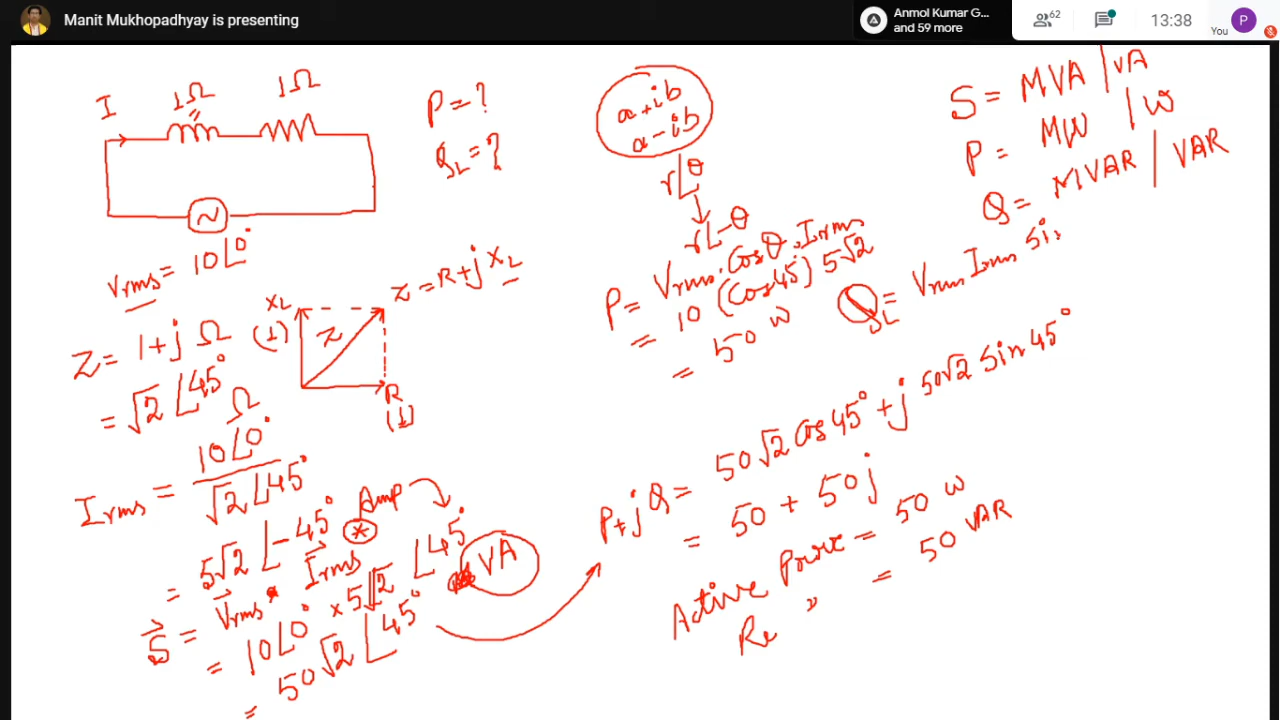 Manit Mukhopadhyay is presenting
Anmol Kumar G...
and 59 more
62
13:38
You
P
I
1Ω
1Ω
P = ?
Q_L = ?
Vrms = 10∠0°
Z = 1+j Ω
= √2 ∠45° Ω
X_L
(1)
Z
Z = R+jX_L
R
(1)
Irms = 10∠0° / √2∠45°
= 5√2 ∠-45° Amp
S = Vrms * Irms *
= 10∠0° × 5√2 ∠45°
= 50√2 ∠45° VA
a+ib
a-ib
r∠θ
r∠-θ
P = Vrms . Cosθ . Irms
= 10 (Cos45°) 5√2
= 50 W
Q_L = Vrms Irms Si
S = MVA / VA
P = MW / W
Q = MVAR / VAR
P+jQ = 50√2 cos 45° + j 50√2 Sin 45°
= 50 + 50j
Active Power = 50 W
Re " = 50 VAR